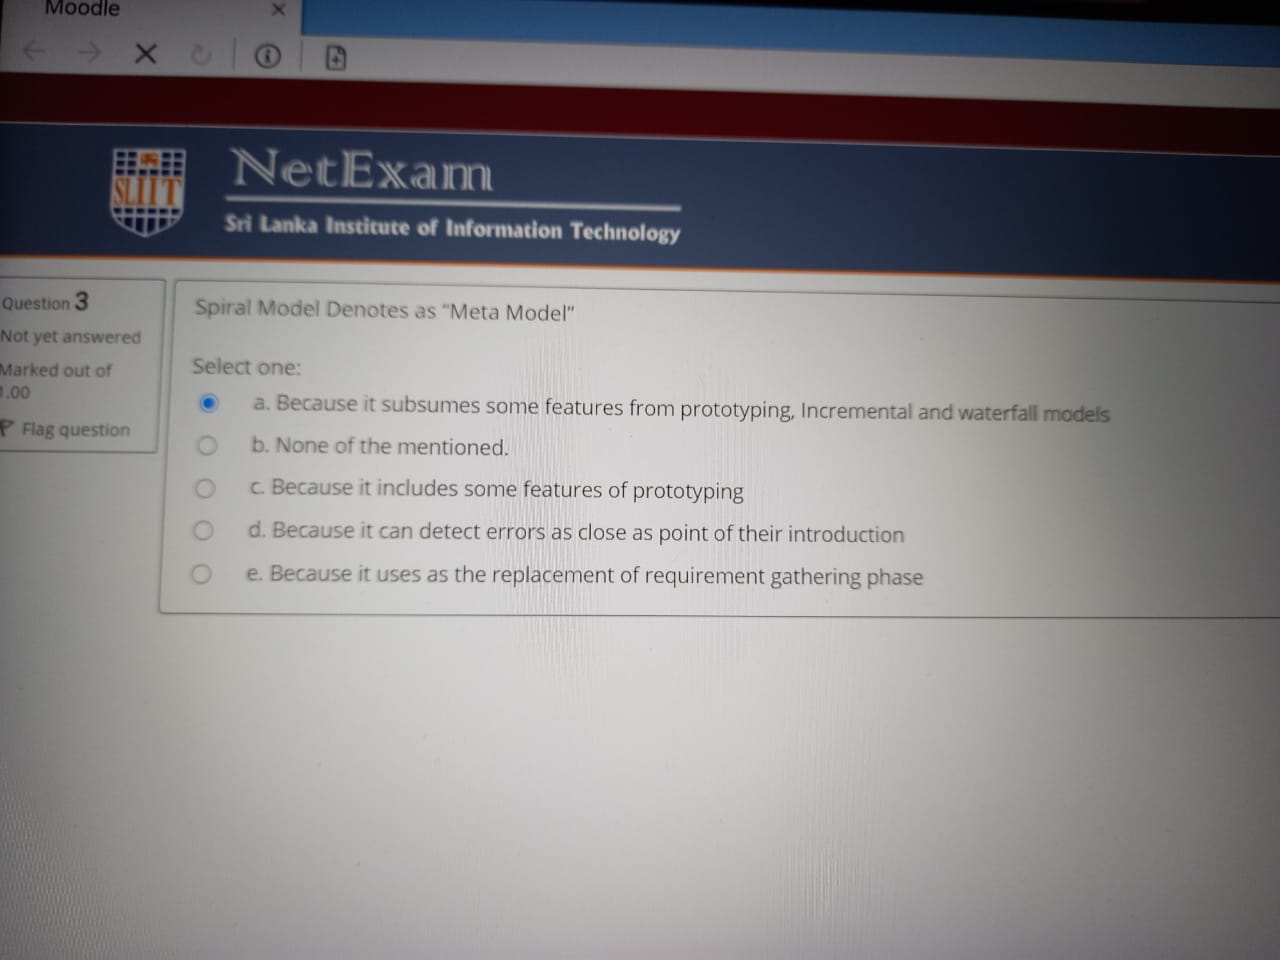 Moodle
SLIIT
NetExam
Sri Lanka Institute of Information Technology
Question 3
Not yet answered
Marked out of
1.00
Flag question
Spiral Model Denotes as "Meta Model"
Select one:
a. Because it subsumes some features from prototyping, Incremental and waterfall models
b. None of the mentioned.
c. Because it includes some features of prototyping
d. Because it can detect errors as close as point of their introduction
e. Because it uses as the replacement of requirement gathering phase